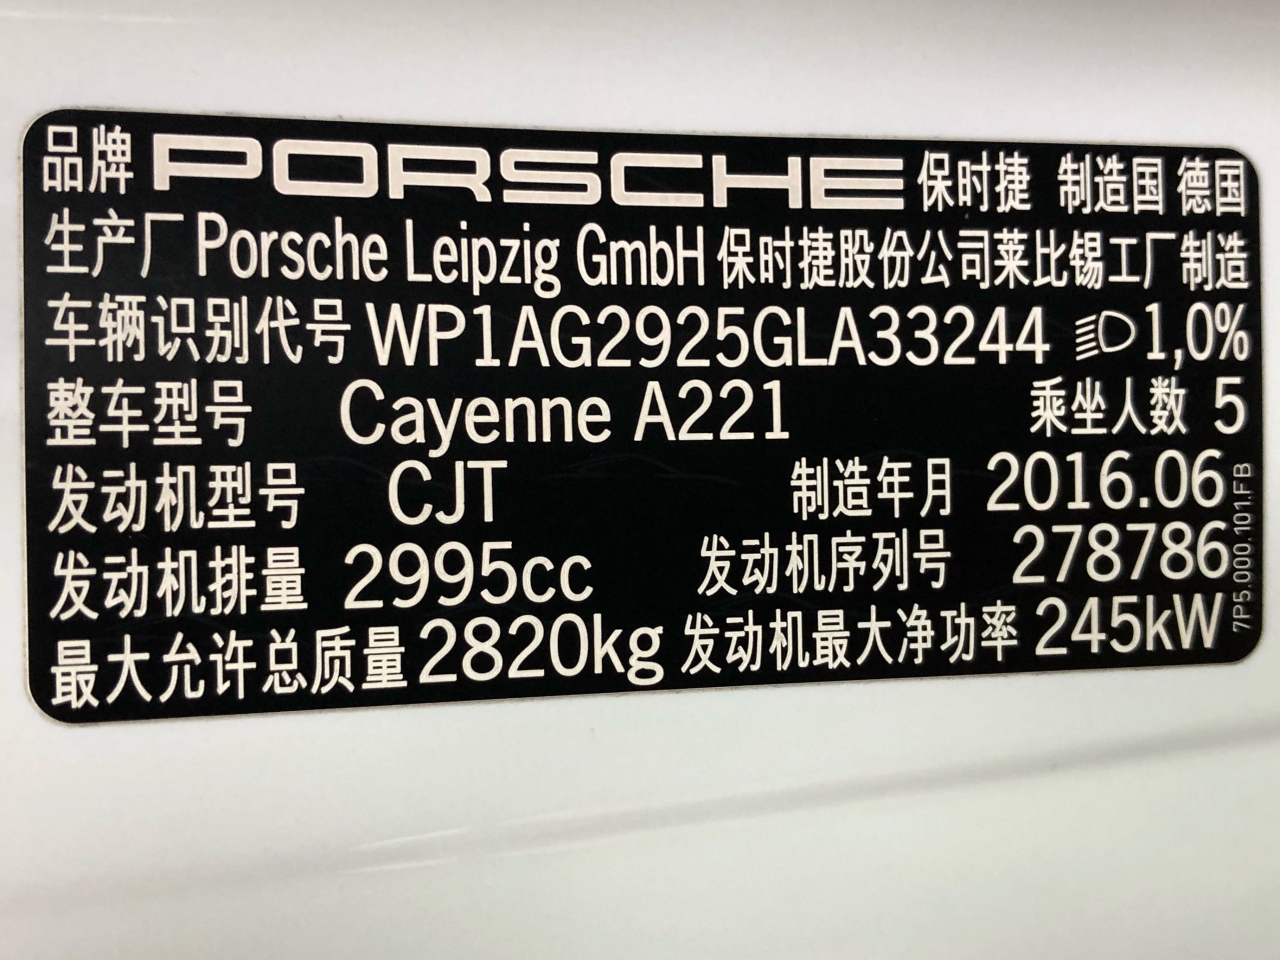 品牌 PORSCHE 保时捷 制造国 德国
生产厂 Porsche Leipzig GmbH 保时捷股份公司莱比锡工厂制造
车辆识别代号 WP1AG2925GLA33244 1,0%
整车型号 Cayenne A221 乘坐人数 5
发动机型号 CJT 制造年月 2016.06
发动机排量 2995cc 发动机序列号 278786
最大允许总质量 2820kg 发动机最大净功率 245kW
7P5.000.101.FB